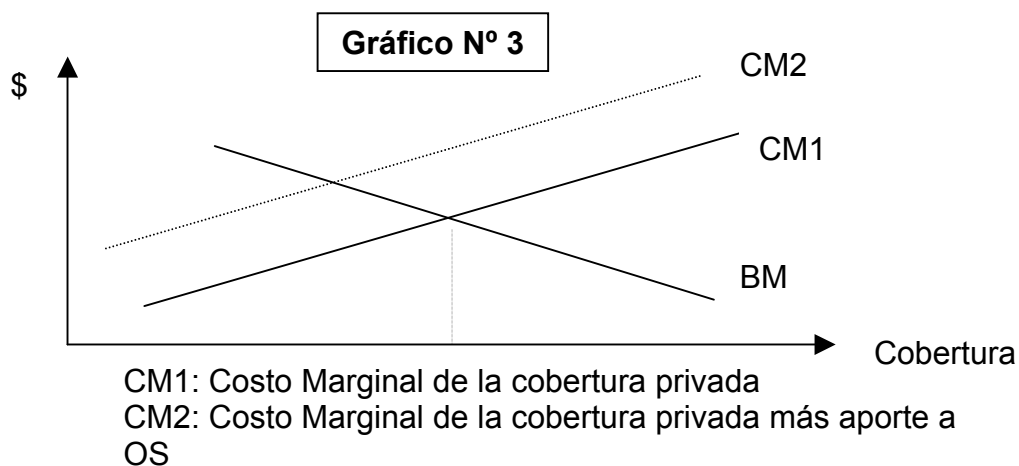 Gráfico Nº 3
$
CM2
CM1
BM
Cobertura
CM1: Costo Marginal de la cobertura privada
CM2: Costo Marginal de la cobertura privada más aporte a
OS